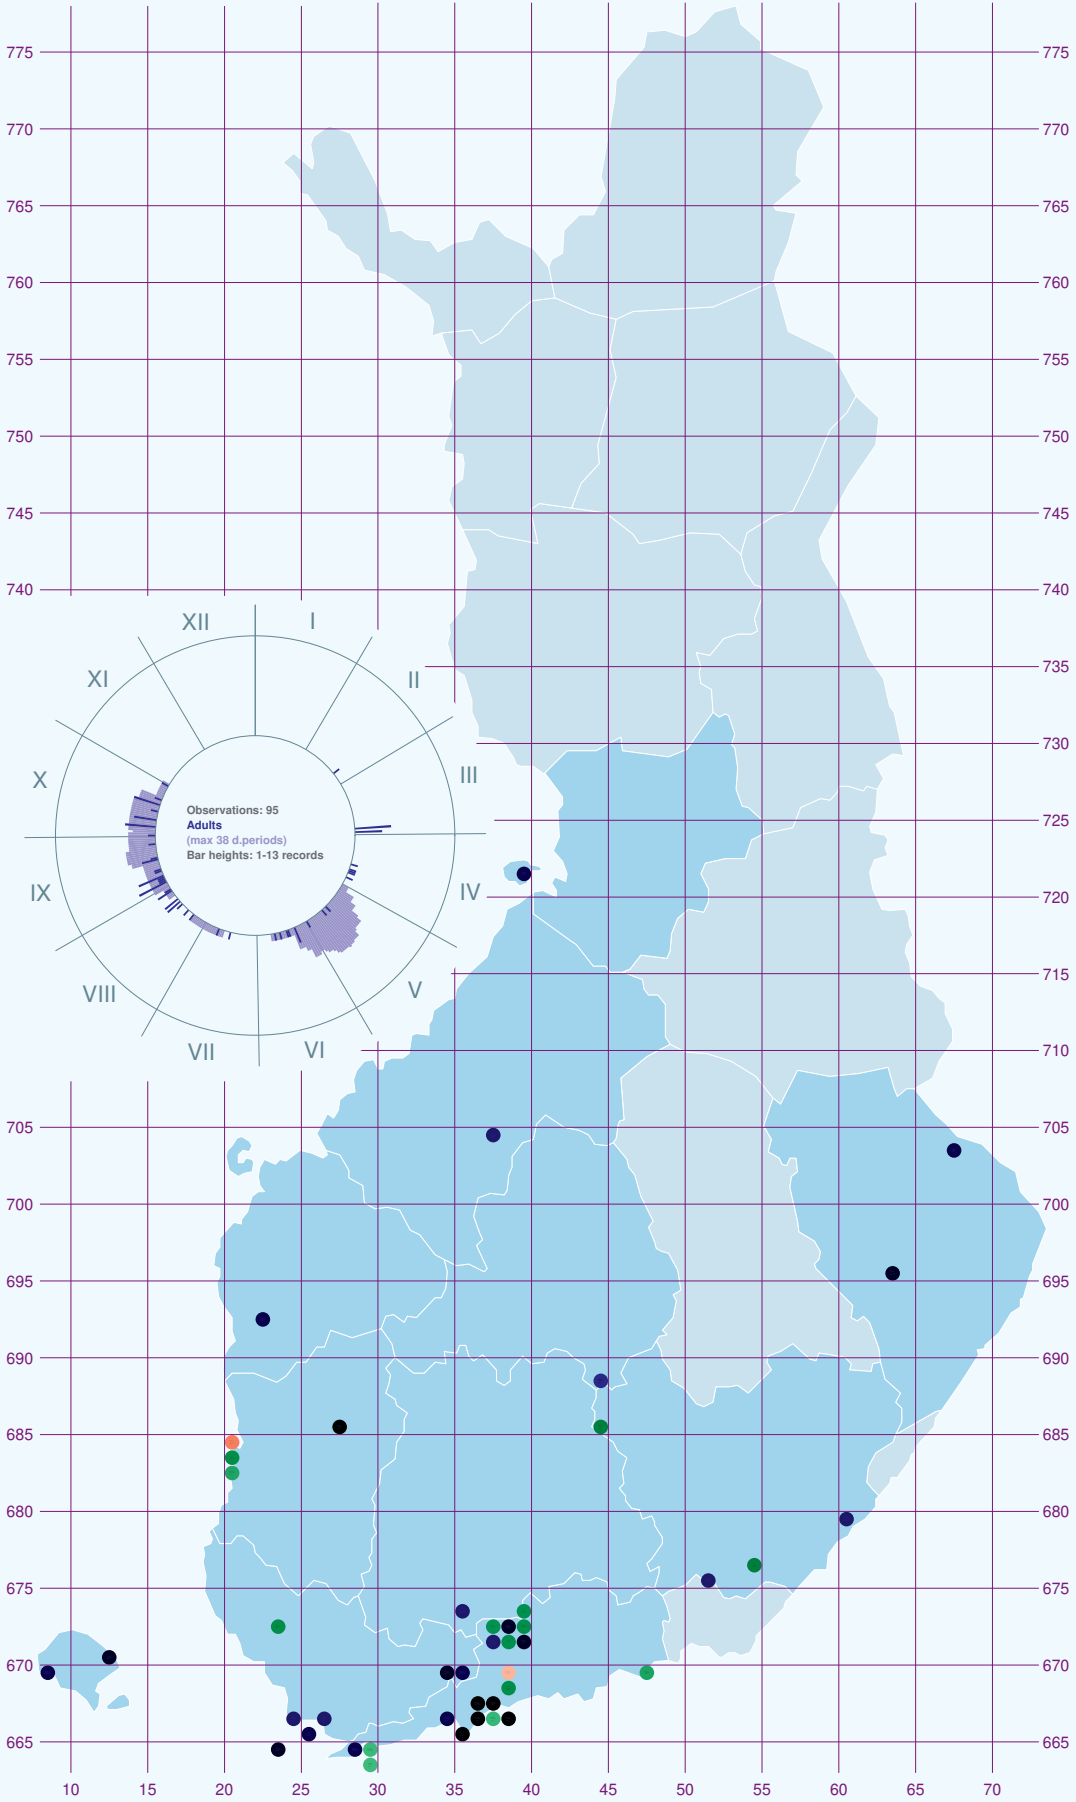 775 775
770 770
765 765
760 760
755 755
750 750
745 745
740 740
XII I
XI II
735
730
X III
725
Observations: 95
Adults
(max 38 d.periods)
Bar heights: 1-13 records
IX IV
720
VIII V
715
VII VI
710
705 705
700 700
695 695
690 690
685 685
680 680
675 675
670 670
665 665
10 15 20 25 30 35 40 45 50 55 60 65 70